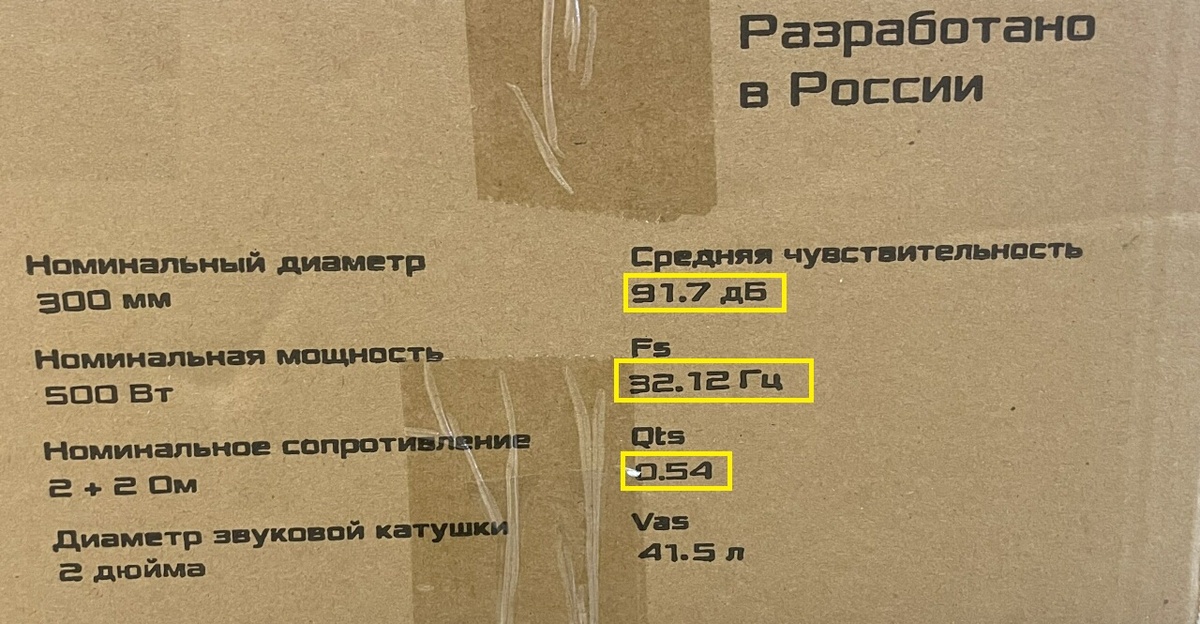 Разработано
в России
Номинальный диаметр
300 мм
Номинальная мощность
500 Вт
Номинальное сопротивление
2 + 2 Ом
Диаметр звуковой катушки
2 дюйма
Средняя чувствительность
91.7 дБ
Fs
32.12 Гц
Qts
0.54
Vas
41.5 л